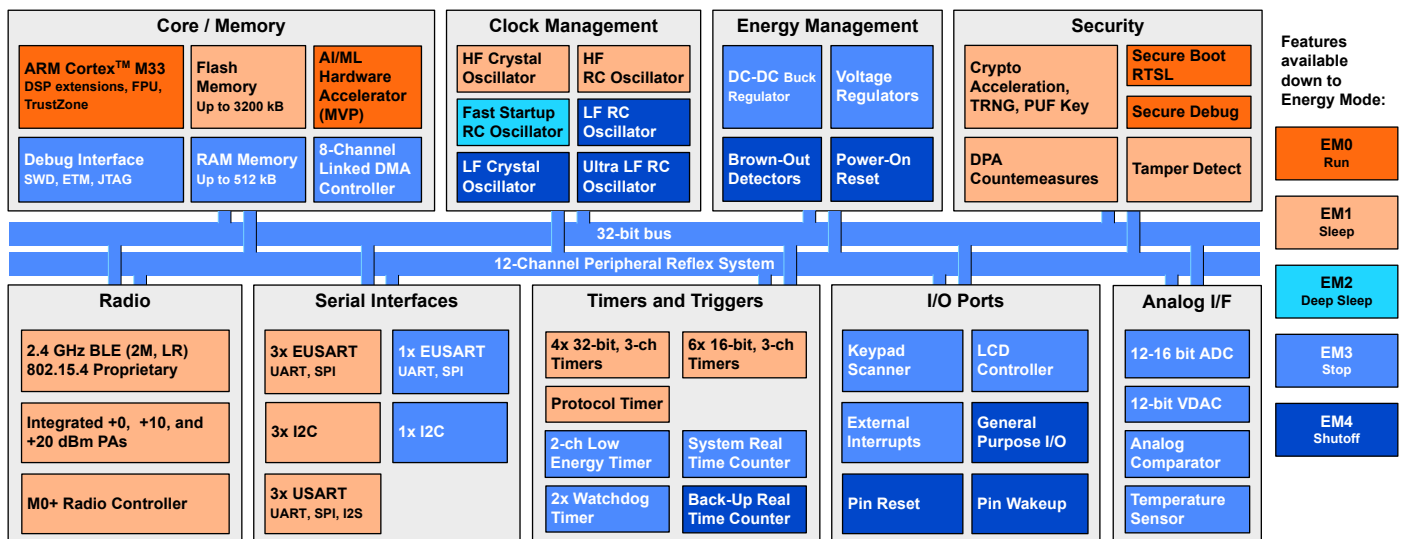 Core / Memory
ARM Cortex™ M33
DSP extensions, FPU,
TrustZone
Flash
Memory
Up to 3200 kB
AI/ML
Hardware
Accelerator
(MVP)
Debug Interface
SWD, ETM, JTAG
RAM Memory
Up to 512 kB
8-Channel
Linked DMA
Controller
Clock Management
HF Crystal
Oscillator
HF
RC Oscillator
Fast Startup
RC Oscillator
LF RC
Oscillator
LF Crystal
Oscillator
Ultra LF RC
Oscillator
Energy Management
DC-DC Buck
Regulator
Voltage
Regulators
Brown-Out
Detectors
Power-On
Reset
Security
Crypto
Acceleration,
TRNG, PUF Key
Secure Boot
RTSL
Secure Debug
DPA
Countemeasures
Tamper Detect
Features
available
down to
Energy Mode:
EM0
Run
EM1
Sleep
EM2
Deep Sleep
EM3
Stop
EM4
Shutoff
32-bit bus
12-Channel Peripheral Reflex System
Radio
2.4 GHz BLE (2M, LR)
802.15.4 Proprietary
Integrated +0, +10, and
+20 dBm PAs
M0+ Radio Controller
Serial Interfaces
3x EUSART
UART, SPI
1x EUSART
UART, SPI
3x I2C
1x I2C
3x USART
UART, SPI, I2S
Timers and Triggers
4x 32-bit, 3-ch
Timers
6x 16-bit, 3-ch
Timers
Protocol Timer
2-ch Low
Energy Timer
System Real
Time Counter
2x Watchdog
Timer
Back-Up Real
Time Counter
I/O Ports
Keypad
Scanner
LCD
Controller
External
Interrupts
General
Purpose I/O
Pin Reset
Pin Wakeup
Analog I/F
12-16 bit ADC
12-bit VDAC
Analog
Comparator
Temperature
Sensor